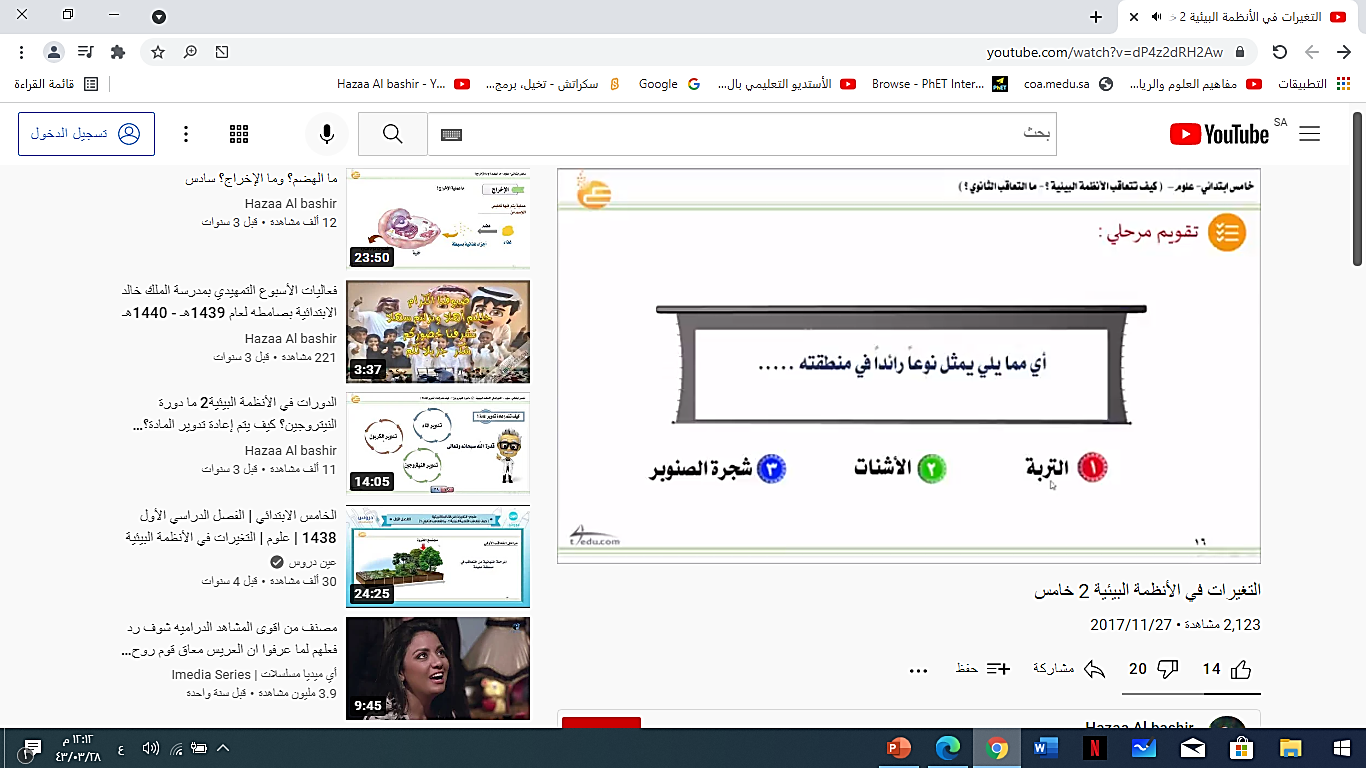 التغيرات في الأنظمة البيئية 2
youtube.com/watch?v=dP4z2dRH2Aw
التطبيقات
مفاهيم العلوم والريا...
coa.medu.sa
Browse - PhET Inter...
الأستديو التعليمي بال...
Google
سكراتش - تخيل، برمج...
Hazaa Al bashir - Y...
قائمة القراءة
YouTube SA
بحث
تسجيل الدخول
خامس ابتدائي- علوم- ( كيف تتعاقب الأنظمة البيئية ؟- ما التعاقب الثانوي ؟ )
تقويم مرحلي :
أي مما يلي يمثل نوعاً رائداً في منطقته .....
١ التربة
٢ الأشنات
٣ شجرة الصنوبر
t4edu.com
١٦
التغيرات في الأنظمة البيئية 2 خامس
2,123 مشاهدة • 2017/11/27
14
20
مشاركة
حفظ
Hazaa Al bashir
ما الهضم؟ وما الإخراج؟ سادس
Hazaa Al bashir
12 ألف مشاهدة • قبل 3 سنوات
الإخراج
23:50
فعاليات الأسبوع التمهيدي بمدرسة الملك خالد
الابتدائية بصامطه لعام 1439هـ - 1440هـ
Hazaa Al bashir
221 مشاهدة • قبل 3 سنوات
3:37
الدورات في الأنظمة البيئية2 ما دورة
النيتروجين؟ كيف يتم إعادة تدوير المادة؟...
Hazaa Al bashir
11 ألف مشاهدة • قبل 3 سنوات
14:05
الخامس الابتدائي | الفصل الدراسي الأول
1438 | علوم | التغيرات في الأنظمة البيئية
عين دروس
30 ألف مشاهدة • قبل 4 سنوات
24:25
مصنف من اقوى المشاهد الدراميه شوف رد
فعلهم لما عرفوا ان العريس معاق قوم روح...
أي ميديا مسلسلات | Imedia Series
3.9 مليون مشاهدة • قبل سنة واحدة
9:45
ع
١٢:١٢ م
٤٣/٠٣/٢٨